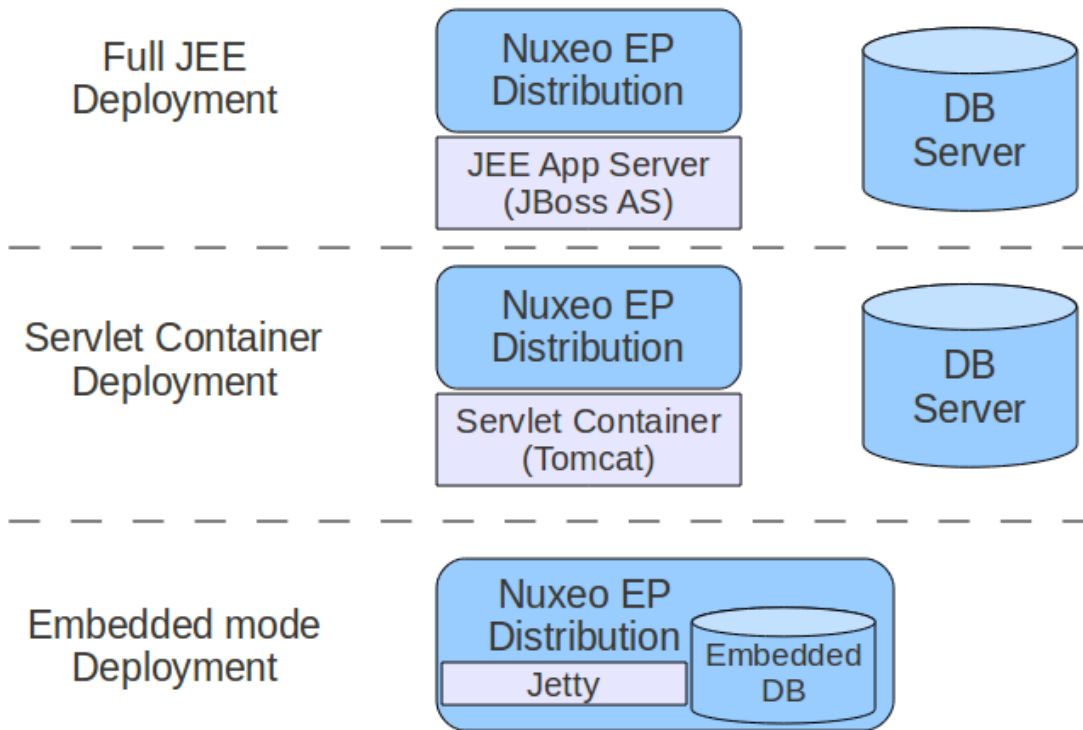 Full JEE
Deployment
Nuxeo EP
Distribution
JEE App Server
(JBoss AS)
DB
Server
Servlet Container
Deployment
Nuxeo EP
Distribution
Servlet Container
(Tomcat)
DB
Server
Embedded mode
Deployment
Nuxeo EP
Distribution
Jetty
Embedded
DB